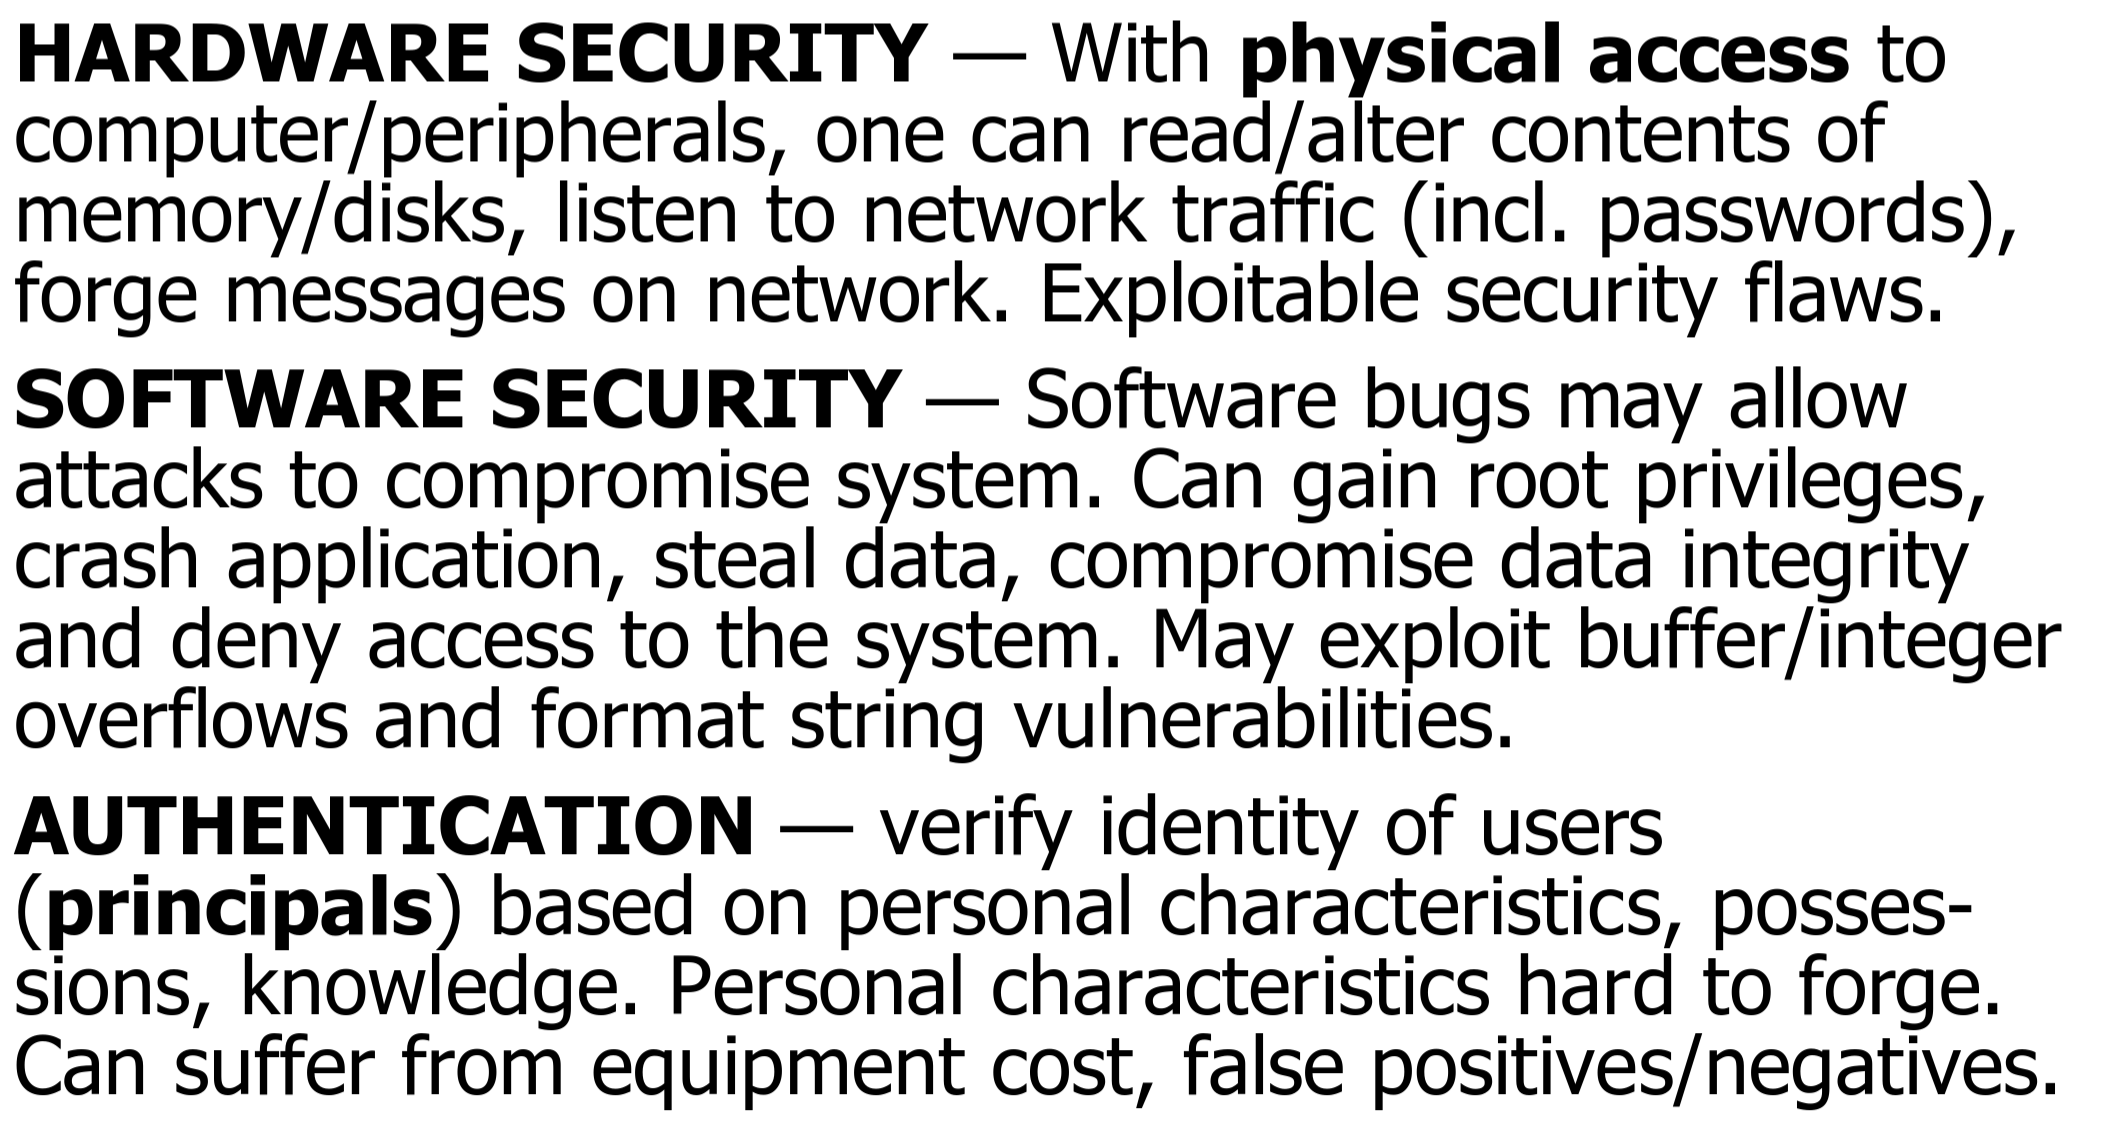 HARDWARE SECURITY — With physical access to
computer/peripherals, one can read/alter contents of
memory/disks, listen to network traffic (incl. passwords),
forge messages on network. Exploitable security flaws.
SOFTWARE SECURITY — Software bugs may allow
attacks to compromise system. Can gain root privileges,
crash application, steal data, compromise data integrity
and deny access to the system. May exploit buffer/integer
overflows and format string vulnerabilities.
AUTHENTICATION — verify identity of users
(principals) based on personal characteristics, posses-
sions, knowledge. Personal characteristics hard to forge.
Can suffer from equipment cost, false positives/negatives.